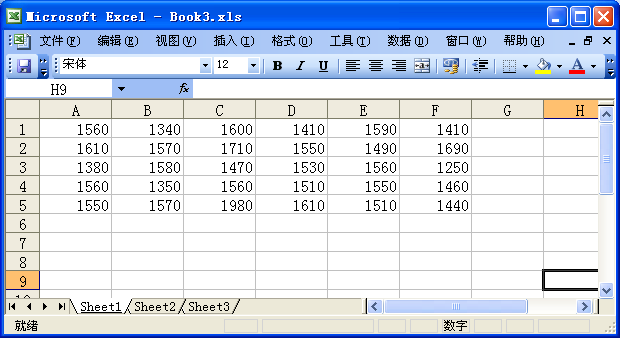 Microsoft Excel - Book3.xls
文件(F) 编辑(E) 视图(V) 插入(I) 格式(O) 工具(T) 数据(D) 窗口(W) 帮助(H)
宋体 12 B I U
H9 fx
A B C D E F G H
1 1560 1340 1600 1410 1590 1410
2 1610 1570 1710 1550 1490 1690
3 1380 1580 1470 1530 1560 1250
4 1560 1350 1560 1510 1550 1460
5 1550 1570 1980 1610 1510 1440
6
7
8
9
10
Sheet1 Sheet2 Sheet3
就绪 数字